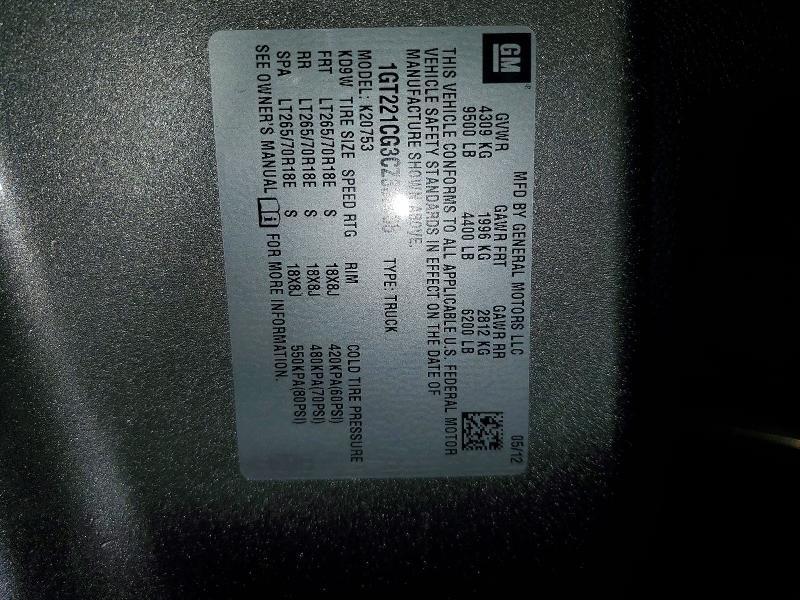 GM
MFD BY GENERAL MOTORS LLC 05/12
GVWR GAWR FRT GAWR RR
4309 KG 1996 KG 2812 KG
9500 LB 4400 LB 6200 LB
THIS VEHICLE CONFORMS TO ALL APPLICABLE U.S. FEDERAL MOTOR
VEHICLE SAFETY STANDARDS IN EFFECT ON THE DATE OF
MANUFACTURE SHOWN ABOVE.
TYPE: TRUCK
MODEL: K20753
KD9W TIRE SIZE SPEED RTG RIM COLD TIRE PRESSURE
FRT LT265/70R18E S 18X8J 420KPA(60PSI)
RR LT265/70R18E S 18X8J 480KPA(70PSI)
SPA LT265/70R18E S 18X8J 550KPA(80PSI)
SEE OWNER'S MANUAL FOR MORE INFORMATION.